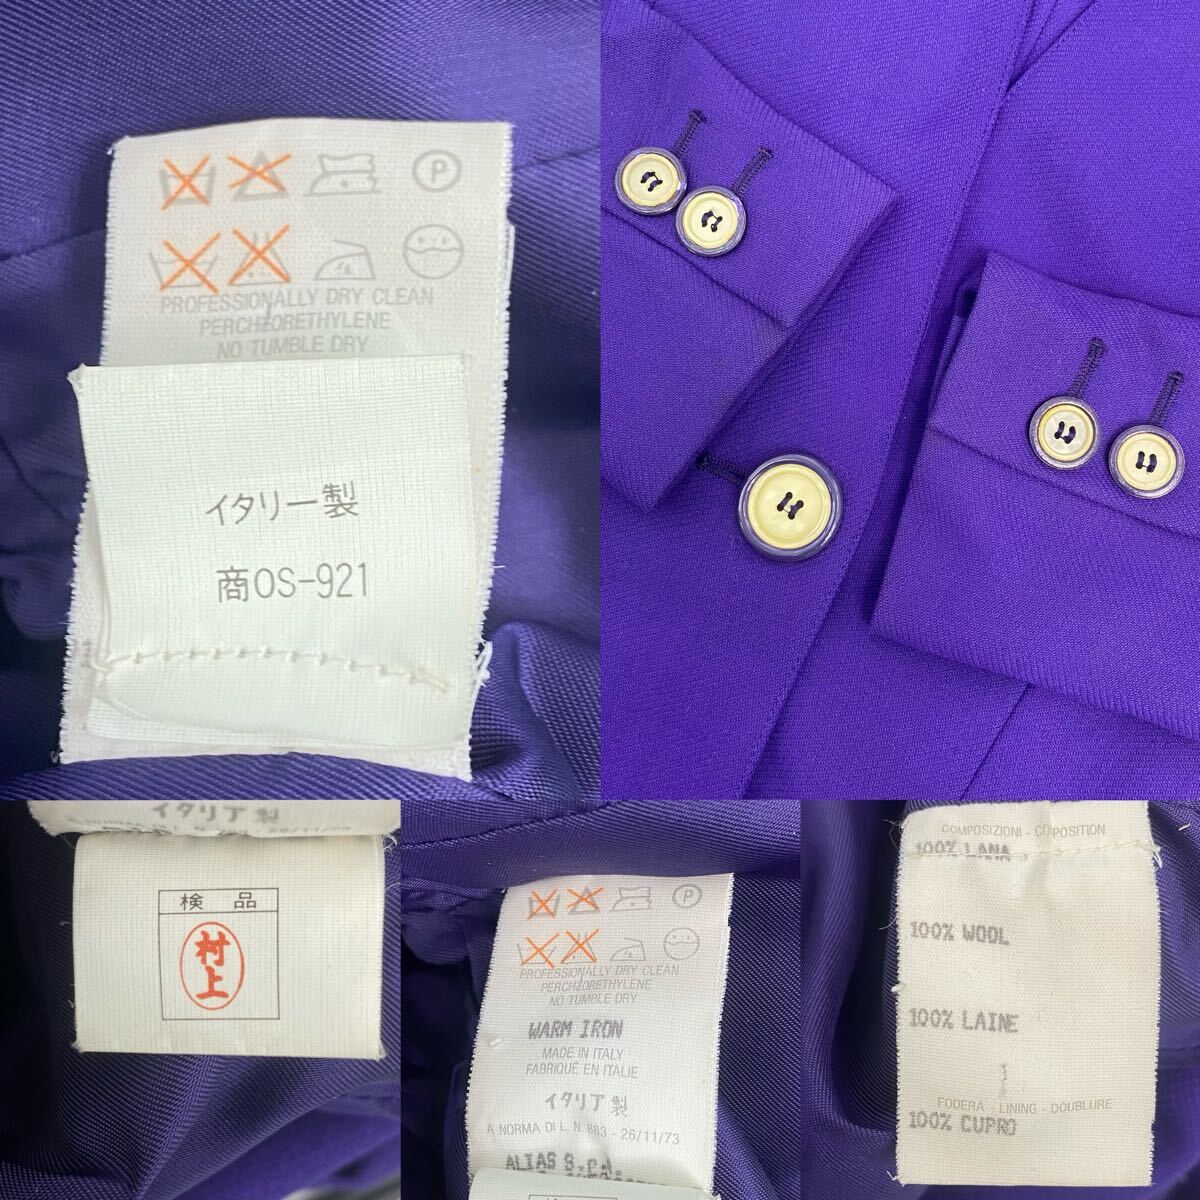 P
PROFESSIONALLY DRY CLEAN
PERCHLORETHYLENE
NO TUMBLE DRY
イタリー製
商OS-921
イタリア製
検品
村上
P
PROFESSIONALLY DRY CLEAN
PERCHLORETHYLENE
NO TUMBLE DRY
WARM IRON
MADE IN ITALY
FABRIQUÉ EN ITALIE
イタリア製
A NORMA DI L. N. 883 - 26/11/73
ALIAS S.P.A
COMPOSIZIONI - COMPOSITION
100% LANA
100% WOOL
100% LAINE
FODERA - LINING - DOUBLURE
100% CUPRO